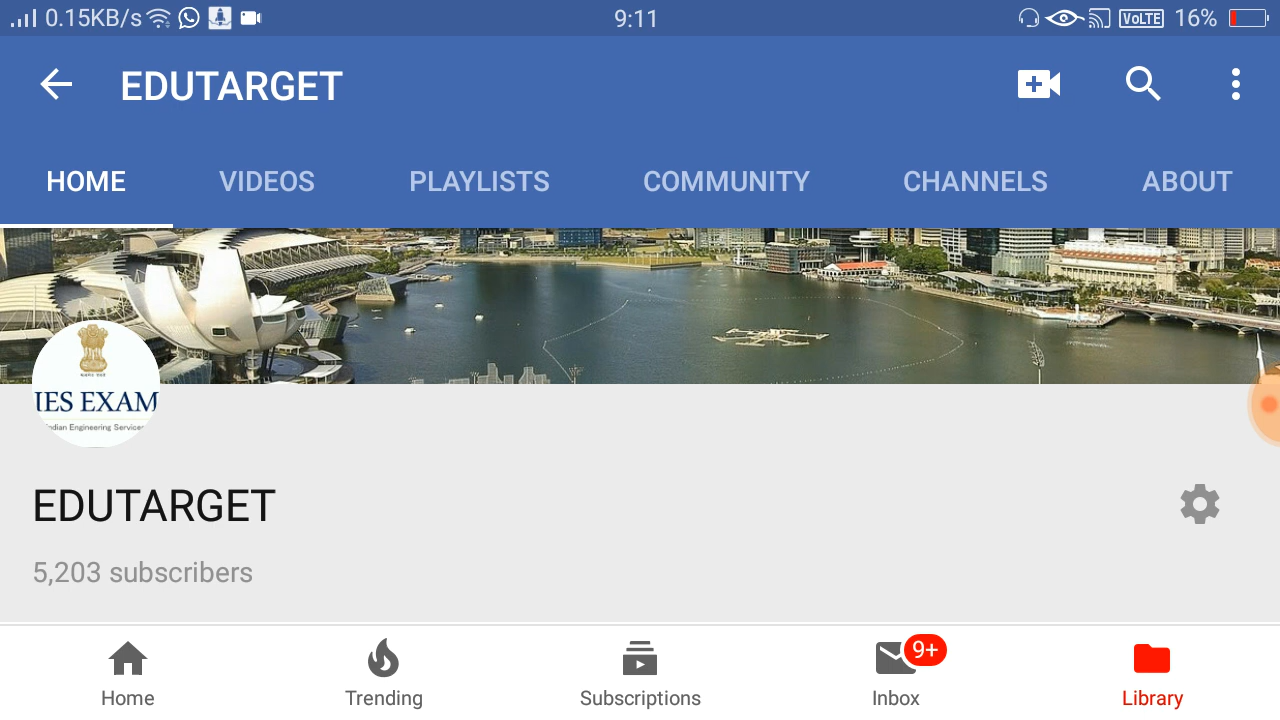 0.15KB/s 9:11 VoLTE 16%
EDUTARGET
HOME VIDEOS PLAYLISTS COMMUNITY CHANNELS ABOUT
IES EXAM
ndian Engineering Service
EDUTARGET
5,203 subscribers
9+
Home Trending Subscriptions Inbox Library